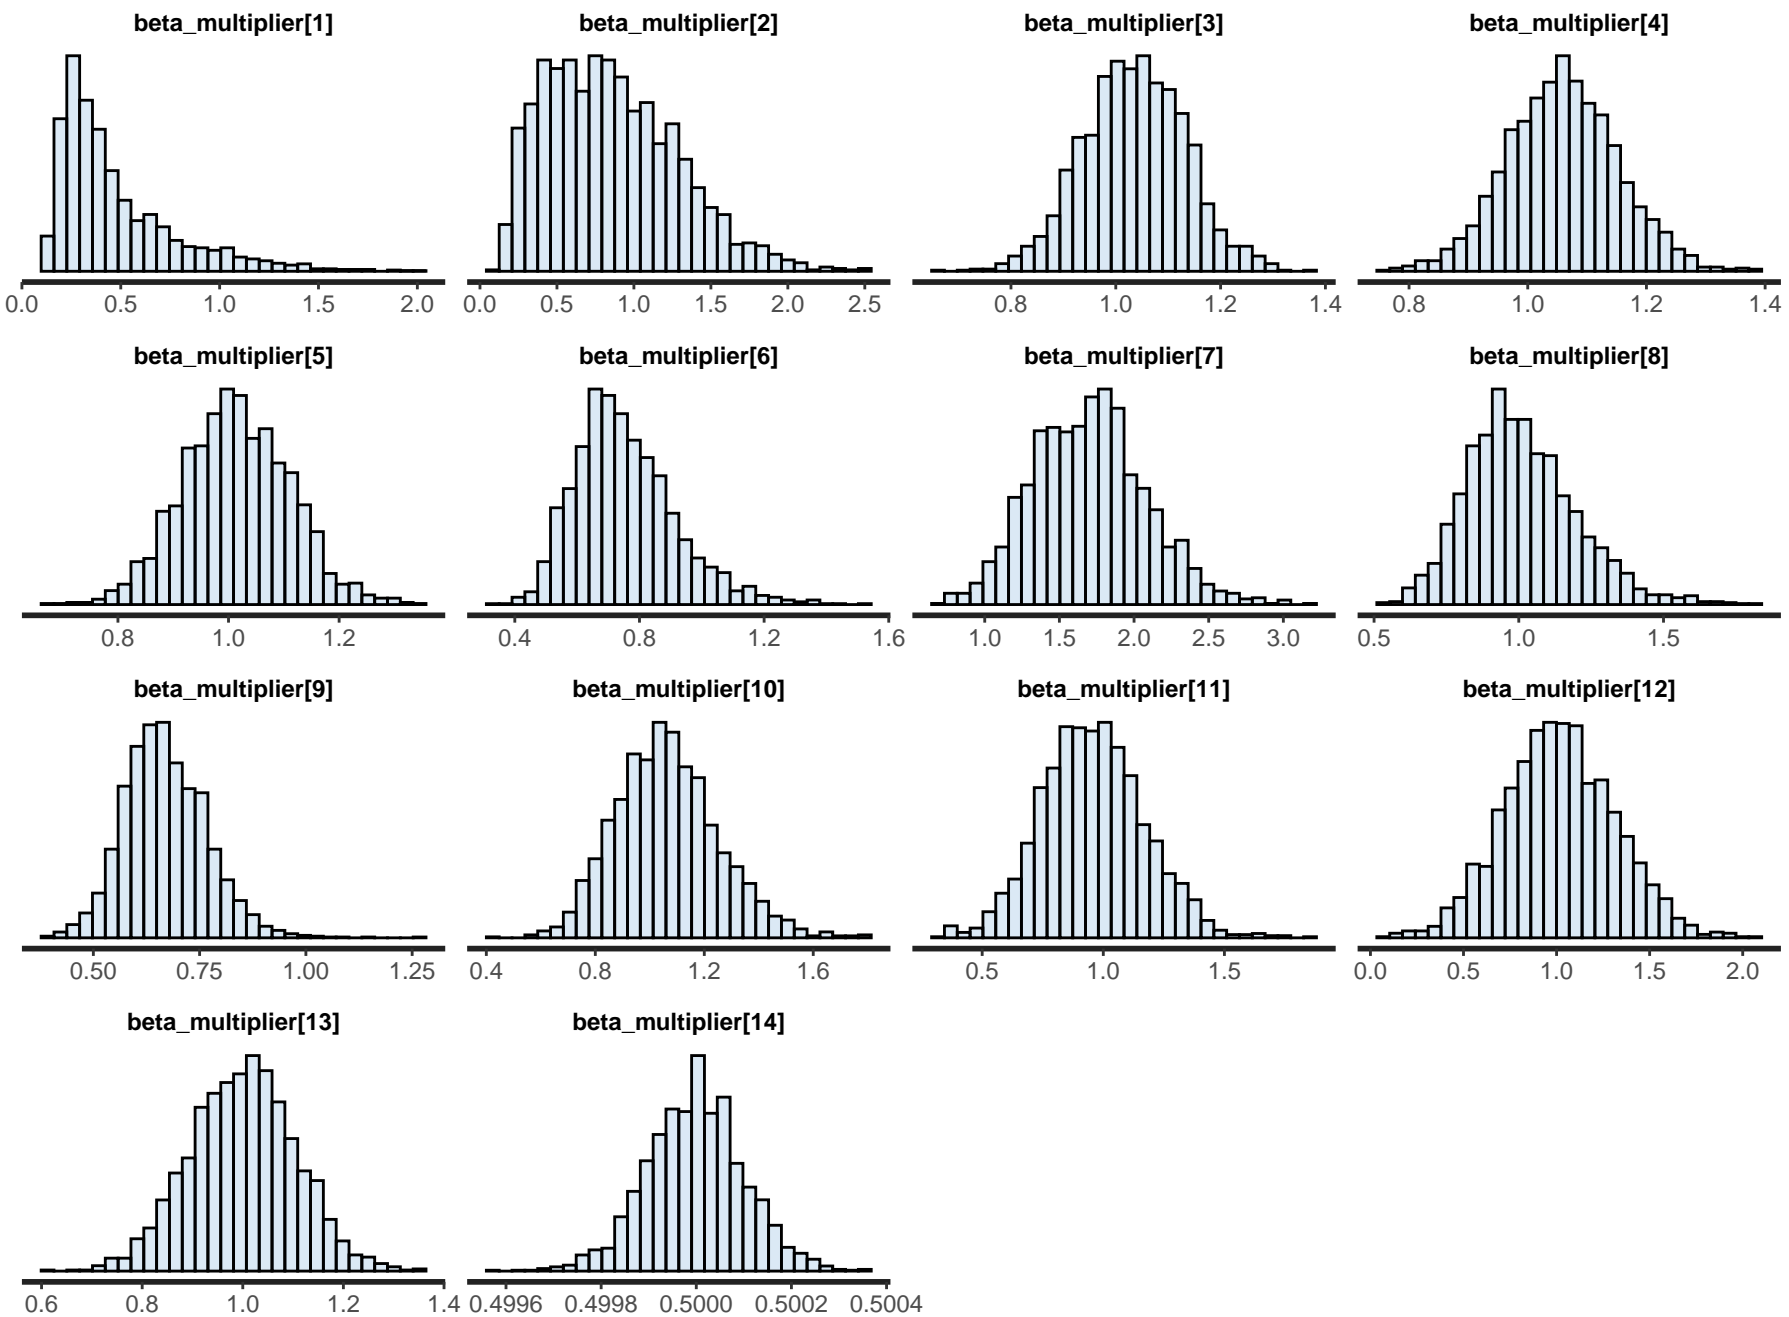 beta_multiplier[1] beta_multiplier[2] beta_multiplier[3] beta_multiplier[4]
0.0 0.5 1.0 1.5 2.0 0.0 0.5 1.0 1.5 2.0 2.5 0.8 1.0 1.2 1.4 0.8 1.0 1.2 1.4
beta_multiplier[5] beta_multiplier[6] beta_multiplier[7] beta_multiplier[8]
0.8 1.0 1.2 0.4 0.8 1.2 1.6 1.0 1.5 2.0 2.5 3.0 0.5 1.0 1.5
beta_multiplier[9] beta_multiplier[10] beta_multiplier[11] beta_multiplier[12]
0.50 0.75 1.00 1.25 0.4 0.8 1.2 1.6 0.5 1.0 1.5 0.0 0.5 1.0 1.5 2.0
beta_multiplier[13] beta_multiplier[14]
0.6 0.8 1.0 1.2 1.4 0.4996 0.4998 0.5000 0.5002 0.5004